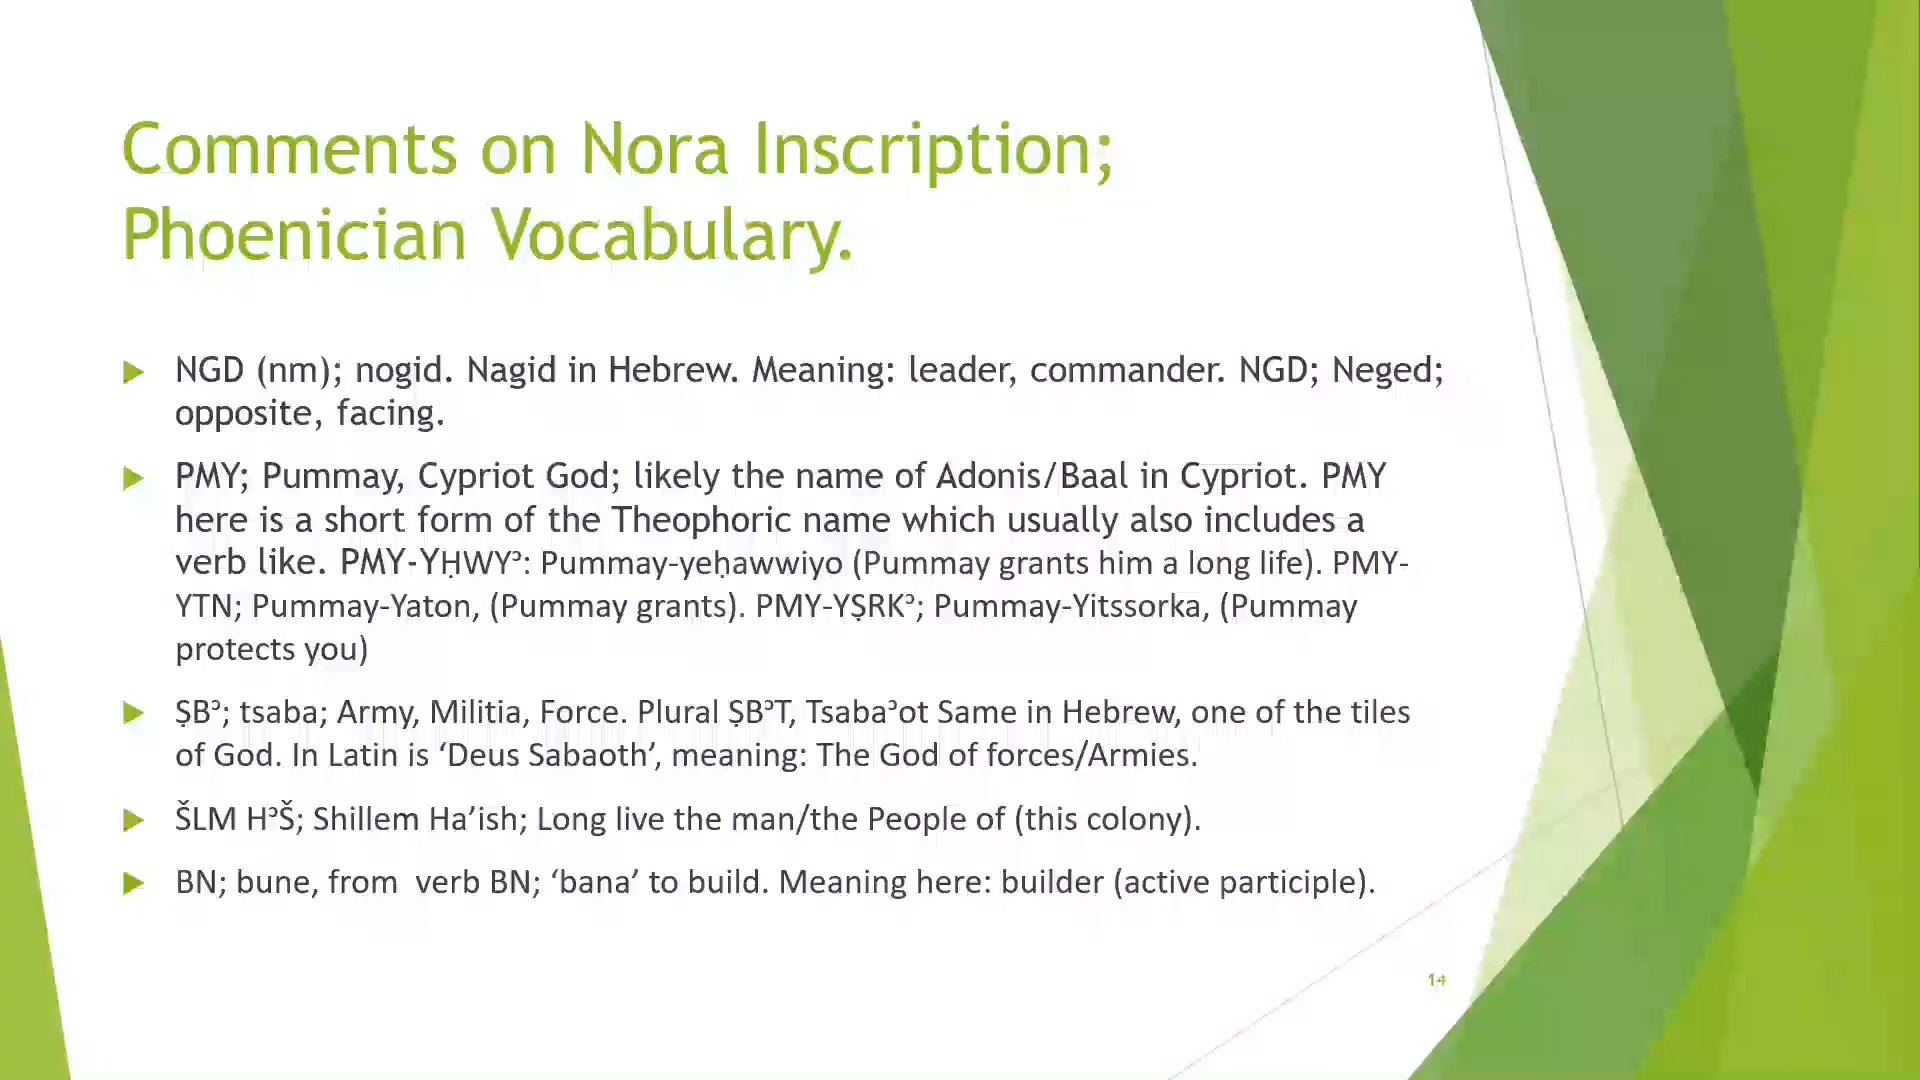 Comments on Nora Inscription;
Phoenician Vocabulary.
NGD (nm); nogid. Nagid in Hebrew. Meaning: leader, commander. NGD; Neged;
opposite, facing.
PMY; Pummay, Cypriot God; likely the name of Adonis/Baal in Cypriot. PMY
here is a short form of the Theophoric name which usually also includes a
verb like. PMY-YḤWYʾ: Pummay-yeḥawwiyo (Pummay grants him a long life). PMY-
YTN; Pummay-Yaton, (Pummay grants). PMY-YṢRKʾ; Pummay-Yitssorka, (Pummay
protects you)
ṢBʾ; tsaba; Army, Militia, Force. Plural ṢBʾT, Tsabaʾot Same in Hebrew, one of the tiles
of God. In Latin is ‘Deus Sabaoth’, meaning: The God of forces/Armies.
ŠLM HʾŠ; Shillem Ha’ish; Long live the man/the People of (this colony).
BN; bune, from verb BN; ‘bana’ to build. Meaning here: builder (active participle).
14